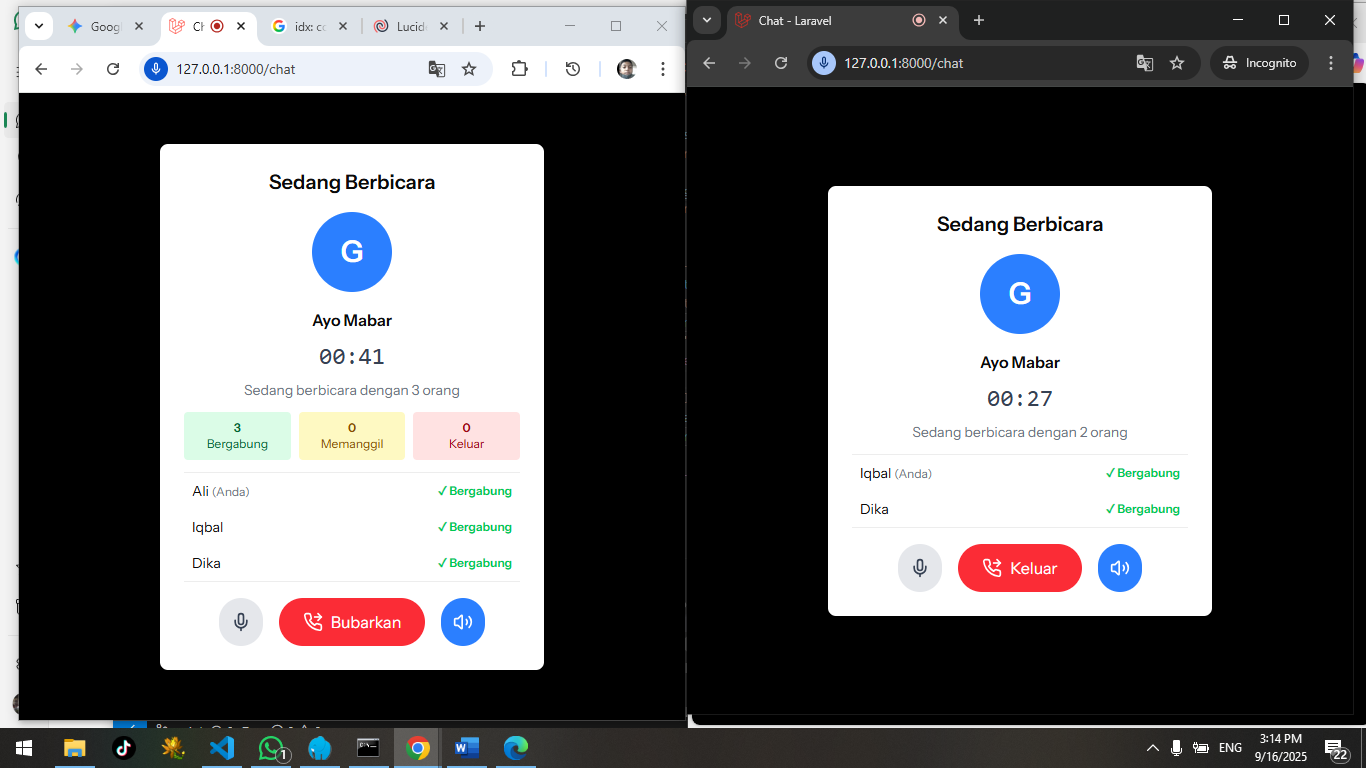 Goog
Ch
idx: cc
Lucid
127.0.0.1:8000/chat
Sedang Berbicara
G
Ayo Mabar
00:41
Sedang berbicara dengan 3 orang
3
Bergabung
0
Memanggil
0
Keluar
Ali (Anda)
✓ Bergabung
Iqbal
✓ Bergabung
Dika
✓ Bergabung
Bubarkan
Chat - Laravel
127.0.0.1:8000/chat
Incognito
Sedang Berbicara
G
Ayo Mabar
00:27
Sedang berbicara dengan 2 orang
Iqbal (Anda)
✓ Bergabung
Dika
✓ Bergabung
Keluar
1
ENG
3:14 PM
9/16/2025
22